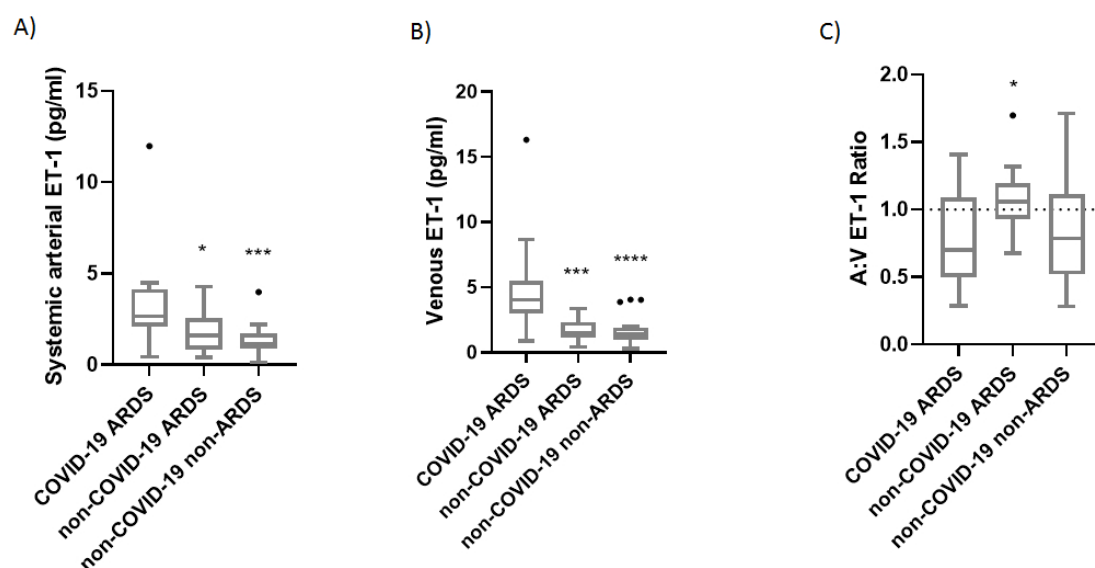 A)
Systemic arterial ET-1 (pg/ml)
15
10
5
0
*
***
COVID-19 ARDS
non-COVID-19 ARDS
non-COVID-19 non-ARDS
B)
Venous ET-1 (pg/ml)
20
15
10
5
0
***
****
COVID-19 ARDS
non-COVID-19 ARDS
non-COVID-19 non-ARDS
C)
A:V ET-1 Ratio
2.0
1.5
1.0
0.5
0.0
*
COVID-19 ARDS
non-COVID-19 ARDS
non-COVID-19 non-ARDS